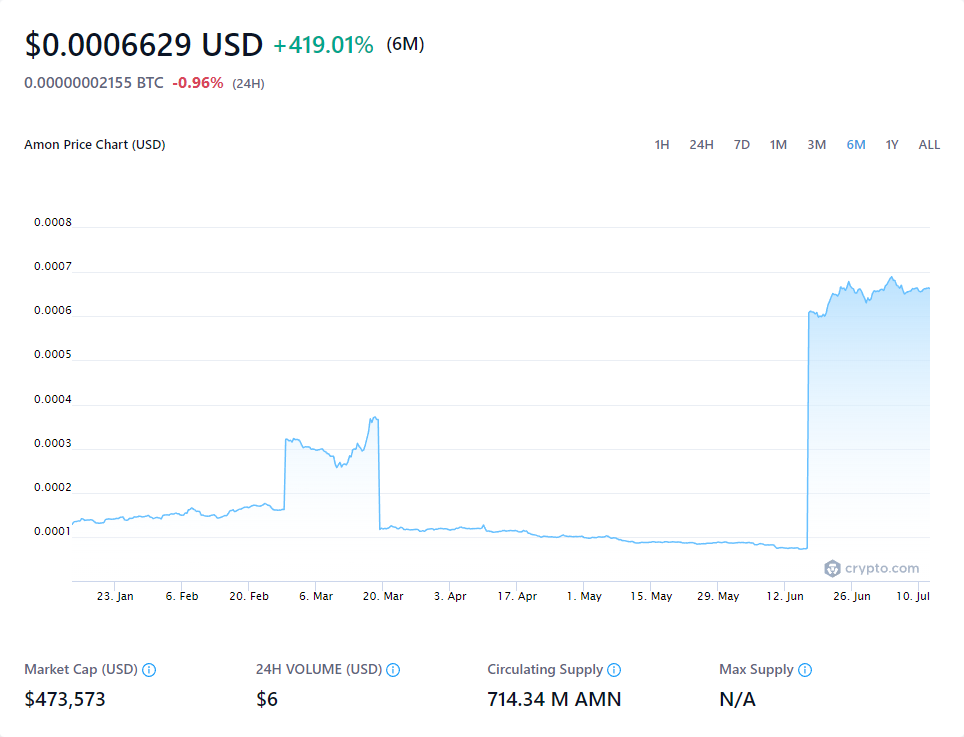 $0.0006629 USD +419.01% (6M)
0.00000002155 BTC -0.96% (24H)
Amon Price Chart (USD) 1H 24H 7D 1M 3M 6M 1Y ALL
0.0008
0.0007
0.0006
0.0005
0.0004
0.0003
0.0002
0.0001
crypto.com
23. Jan 6. Feb 20. Feb 6. Mar 20. Mar 3. Apr 17. Apr 1. May 15. May 29. May 12. Jun 26. Jun 10. Jul
Market Cap (USD) 24H VOLUME (USD) Circulating Supply Max Supply
$473,573 $6 714.34 M AMN N/A